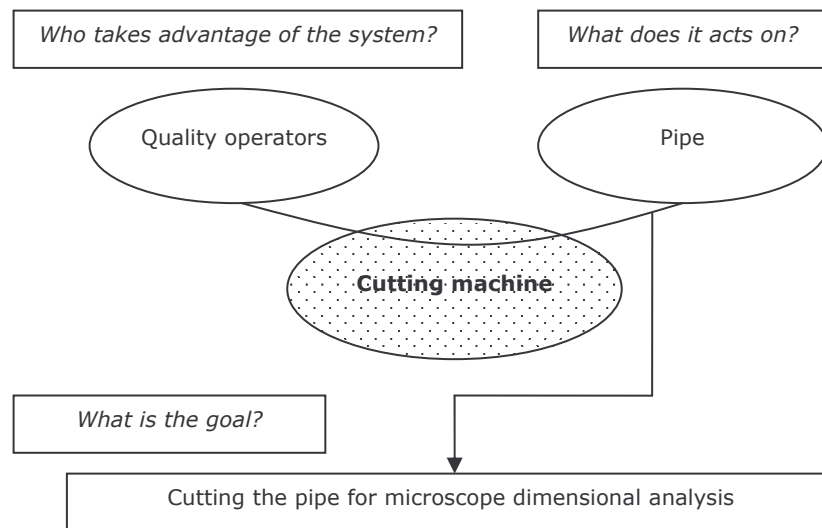 Who takes advantage of the system?
What does it acts on?
Quality operators
Pipe
Cutting machine
What is the goal?
Cutting the pipe for microscope dimensional analysis